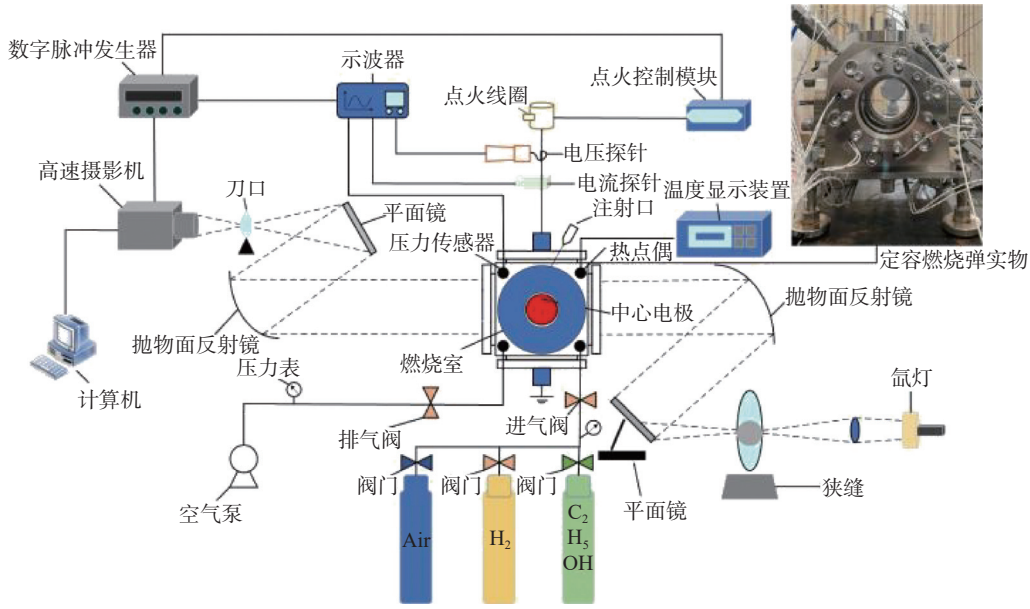 数字脉冲发生器
示波器
点火线圈
点火控制模块
电压探针
高速摄影机
刀口
平面镜
电流探针
注射口
温度显示装置
压力传感器
热点偶
定容燃烧弹实物
中心电极
抛物面反射镜
抛物面反射镜
燃烧室
压力表
计算机
氙灯
排气阀
进气阀
阀门
阀门
阀门
狭缝
平面镜
空气泵
Air
H2
C2
H5
OH